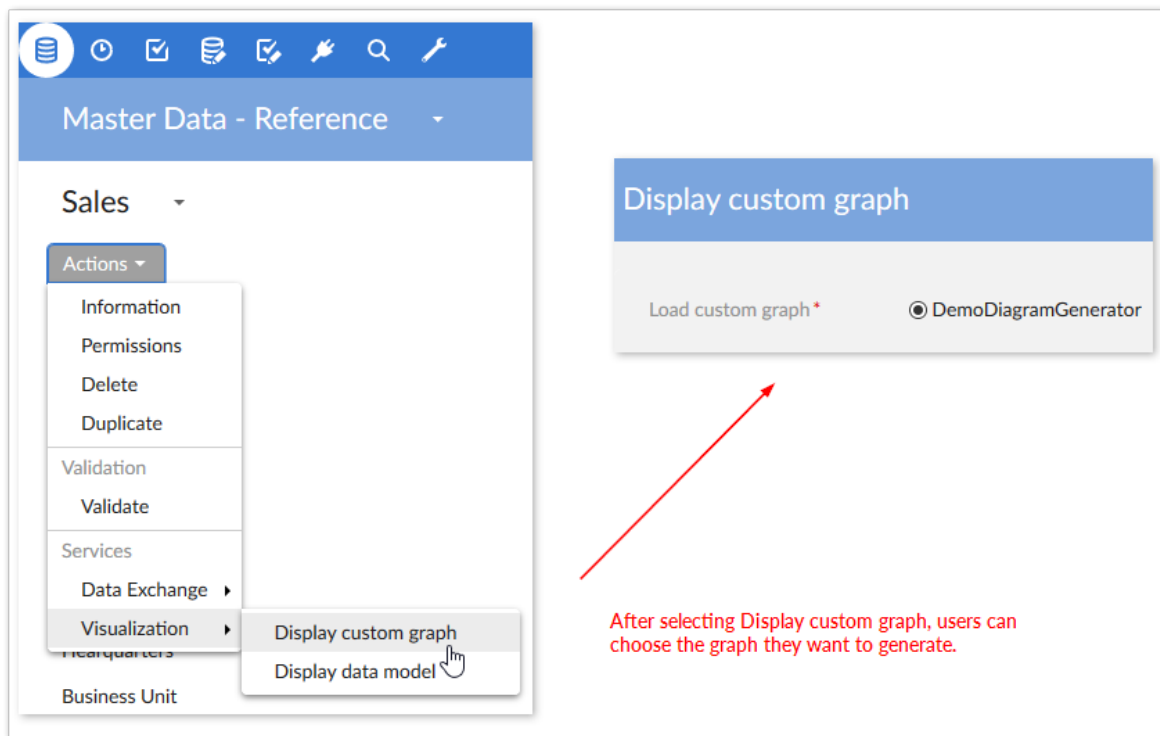 Master Data - Reference
Sales
Actions
Information
Permissions
Delete
Duplicate
Validation
Validate
Services
Data Exchange
Visualization
Display custom graph
Display data model
Headquarters
Business Unit
Display custom graph
Load custom graph*
DemoDiagramGenerator
After selecting Display custom graph, users can
choose the graph they want to generate.